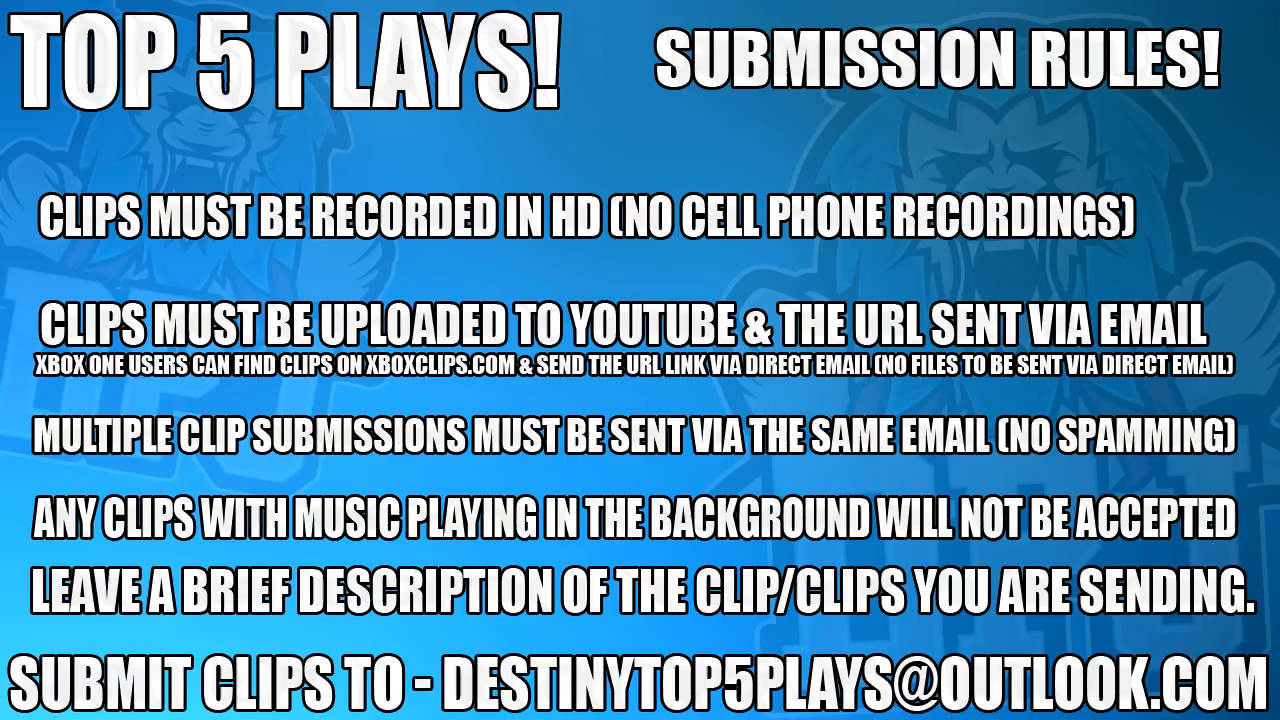 TOP 5 PLAYS!
SUBMISSION RULES!
CLIPS MUST BE RECORDED IN HD (NO CELL PHONE RECORDINGS)
CLIPS MUST BE UPLOADED TO YOUTUBE & THE URL SENT VIA EMAIL
XBOX ONE USERS CAN FIND CLIPS ON XBOXCLIPS.COM & SEND THE URL LINK VIA DIRECT EMAIL (NO FILES TO BE SENT VIA DIRECT EMAIL)
MULTIPLE CLIP SUBMISSIONS MUST BE SENT VIA THE SAME EMAIL (NO SPAMMING)
ANY CLIPS WITH MUSIC PLAYING IN THE BACKGROUND WILL NOT BE ACCEPTED
LEAVE A BRIEF DESCRIPTION OF THE CLIP/CLIPS YOU ARE SENDING.
SUBMIT CLIPS TO - DESTINYTOP5PLAYS@OUTLOOK.COM